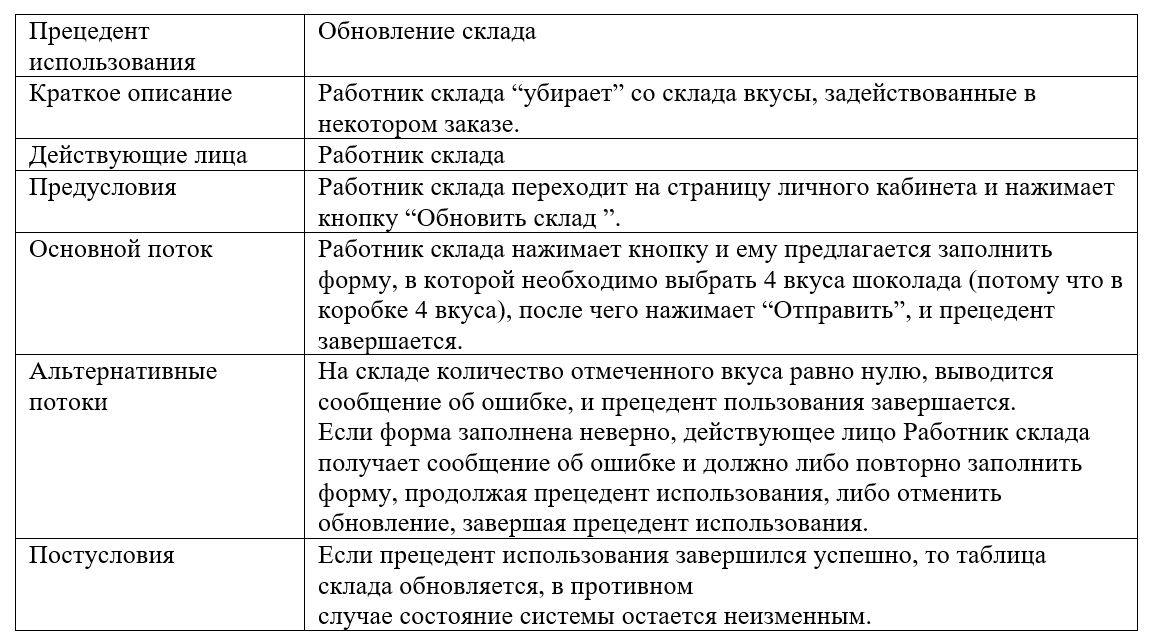 Прецедент
использования
Обновление склада
Краткое описание
Работник склада “убирает” со склада вкусы, задействованные в
некотором заказе.
Действующие лица
Работник склада
Предусловия
Работник склада переходит на страницу личного кабинета и нажимает
кнопку “Обновить склад ”.
Основной поток
Работник склада нажимает кнопку и ему предлагается заполнить
форму, в которой необходимо выбрать 4 вкуса шоколада (потому что в
коробке 4 вкуса), после чего нажимает “Отправить”, и прецедент
завершается.
Альтернативные
потоки
На складе количество отмеченного вкуса равно нулю, выводится
сообщение об ошибке, и прецедент пользования завершается.
Если форма заполнена неверно, действующее лицо Работник склада
получает сообщение об ошибке и должно либо повторно заполнить
форму, продолжая прецедент использования, либо отменить
обновление, завершая прецедент использования.
Постусловия
Если прецедент использования завершился успешно, то таблица
склада обновляется, в противном
случае состояние системы остается неизменным.